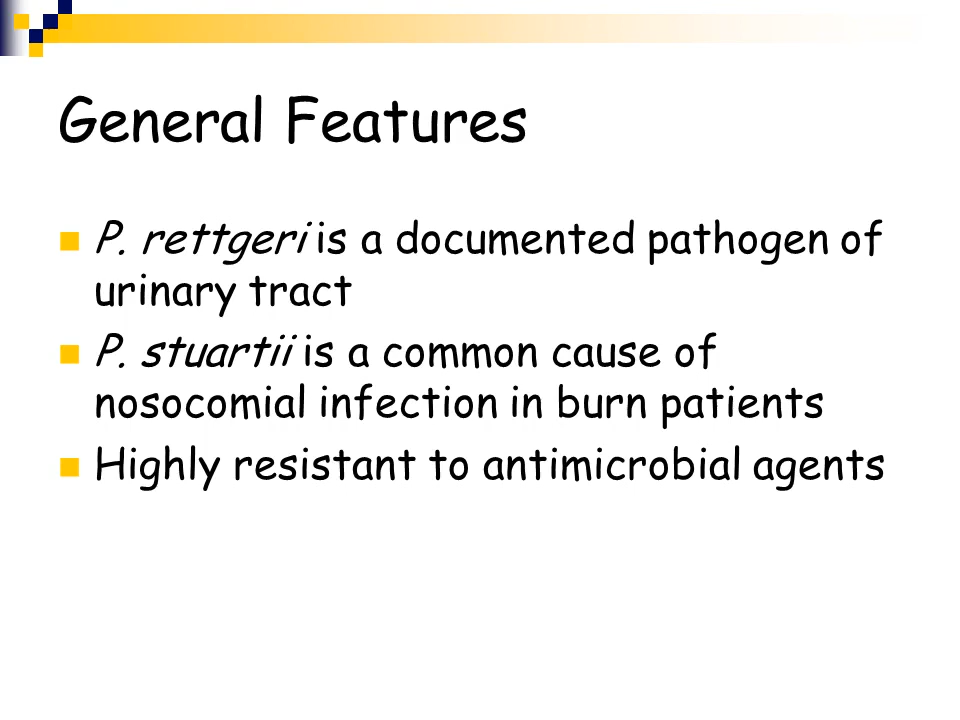 General Features
P. rettgeri is a documented pathogen of
urinary tract
P. stuartii is a common cause of
nosocomial infection in burn patients
Highly resistant to antimicrobial agents